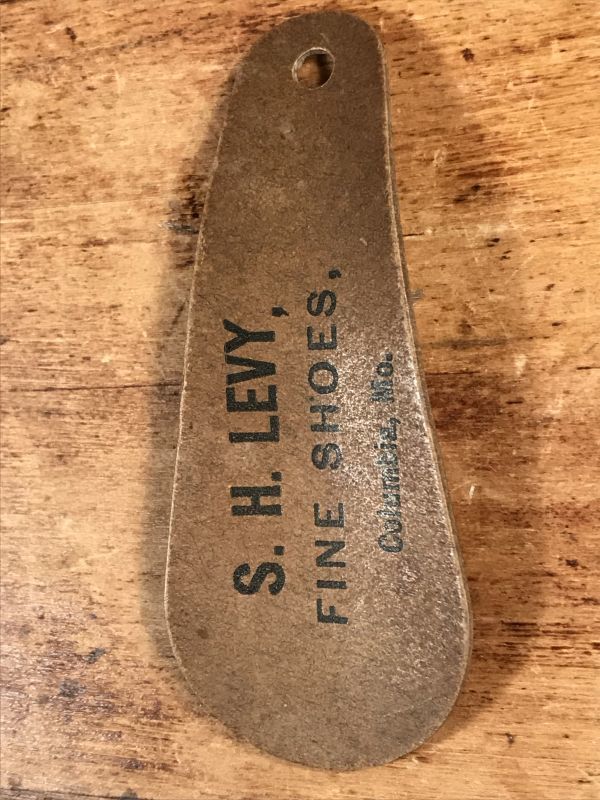 S. H. LEVY,
FINE SHOES,
Columbia, Mo.